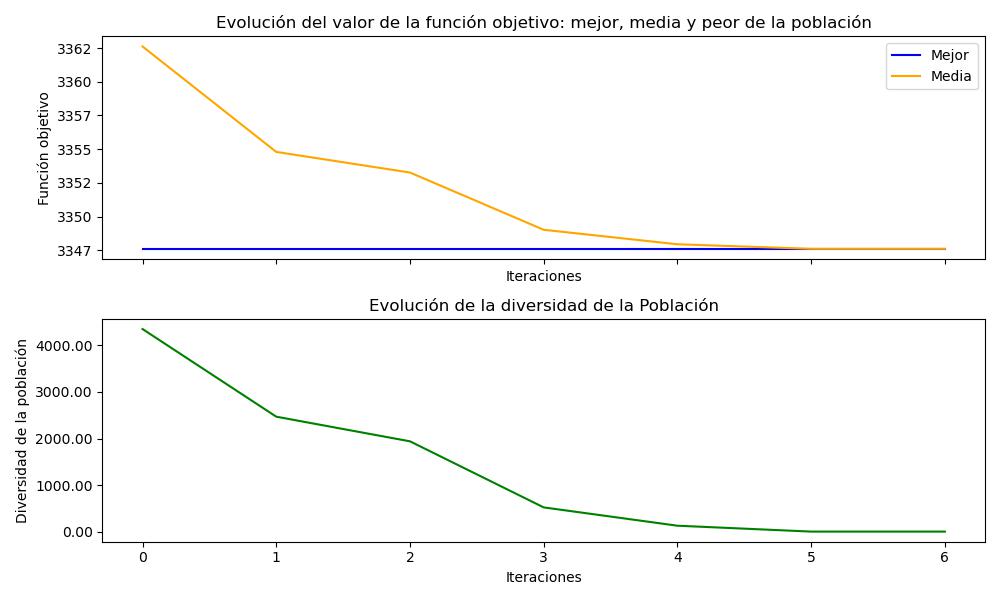 Evolución del valor de la función objetivo: mejor, media y peor de la población
Mejor
Media
Función objetivo
3362
3360
3357
3355
3352
3350
3347
Iteraciones
Evolución de la diversidad de la Población
Diversidad de la población
4000.00
3000.00
2000.00
1000.00
0.00
0 1 2 3 4 5 6
Iteraciones